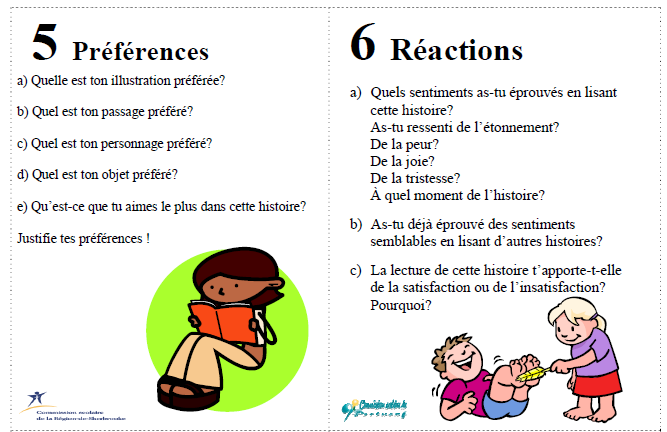 5 Préférences
a) Quelle est ton illustration préférée?
b) Quel est ton passage préféré?
c) Quel est ton personnage préféré?
d) Quel est ton objet préféré?
e) Qu’est-ce que tu aimes le plus dans cette histoire?
Justifie tes préférences !
Commission scolaire
de la Région-de-Sherbrooke
6 Réactions
a) Quels sentiments as-tu éprouvés en lisant
cette histoire?
As-tu ressenti de l’étonnement?
De la peur?
De la joie?
De la tristesse?
À quel moment de l’histoire?
b) As-tu déjà éprouvé des sentiments
semblables en lisant d’autres histoires?
c) La lecture de cette histoire t’apporte-t-elle
de la satisfaction ou de l’insatisfaction?
Pourquoi?